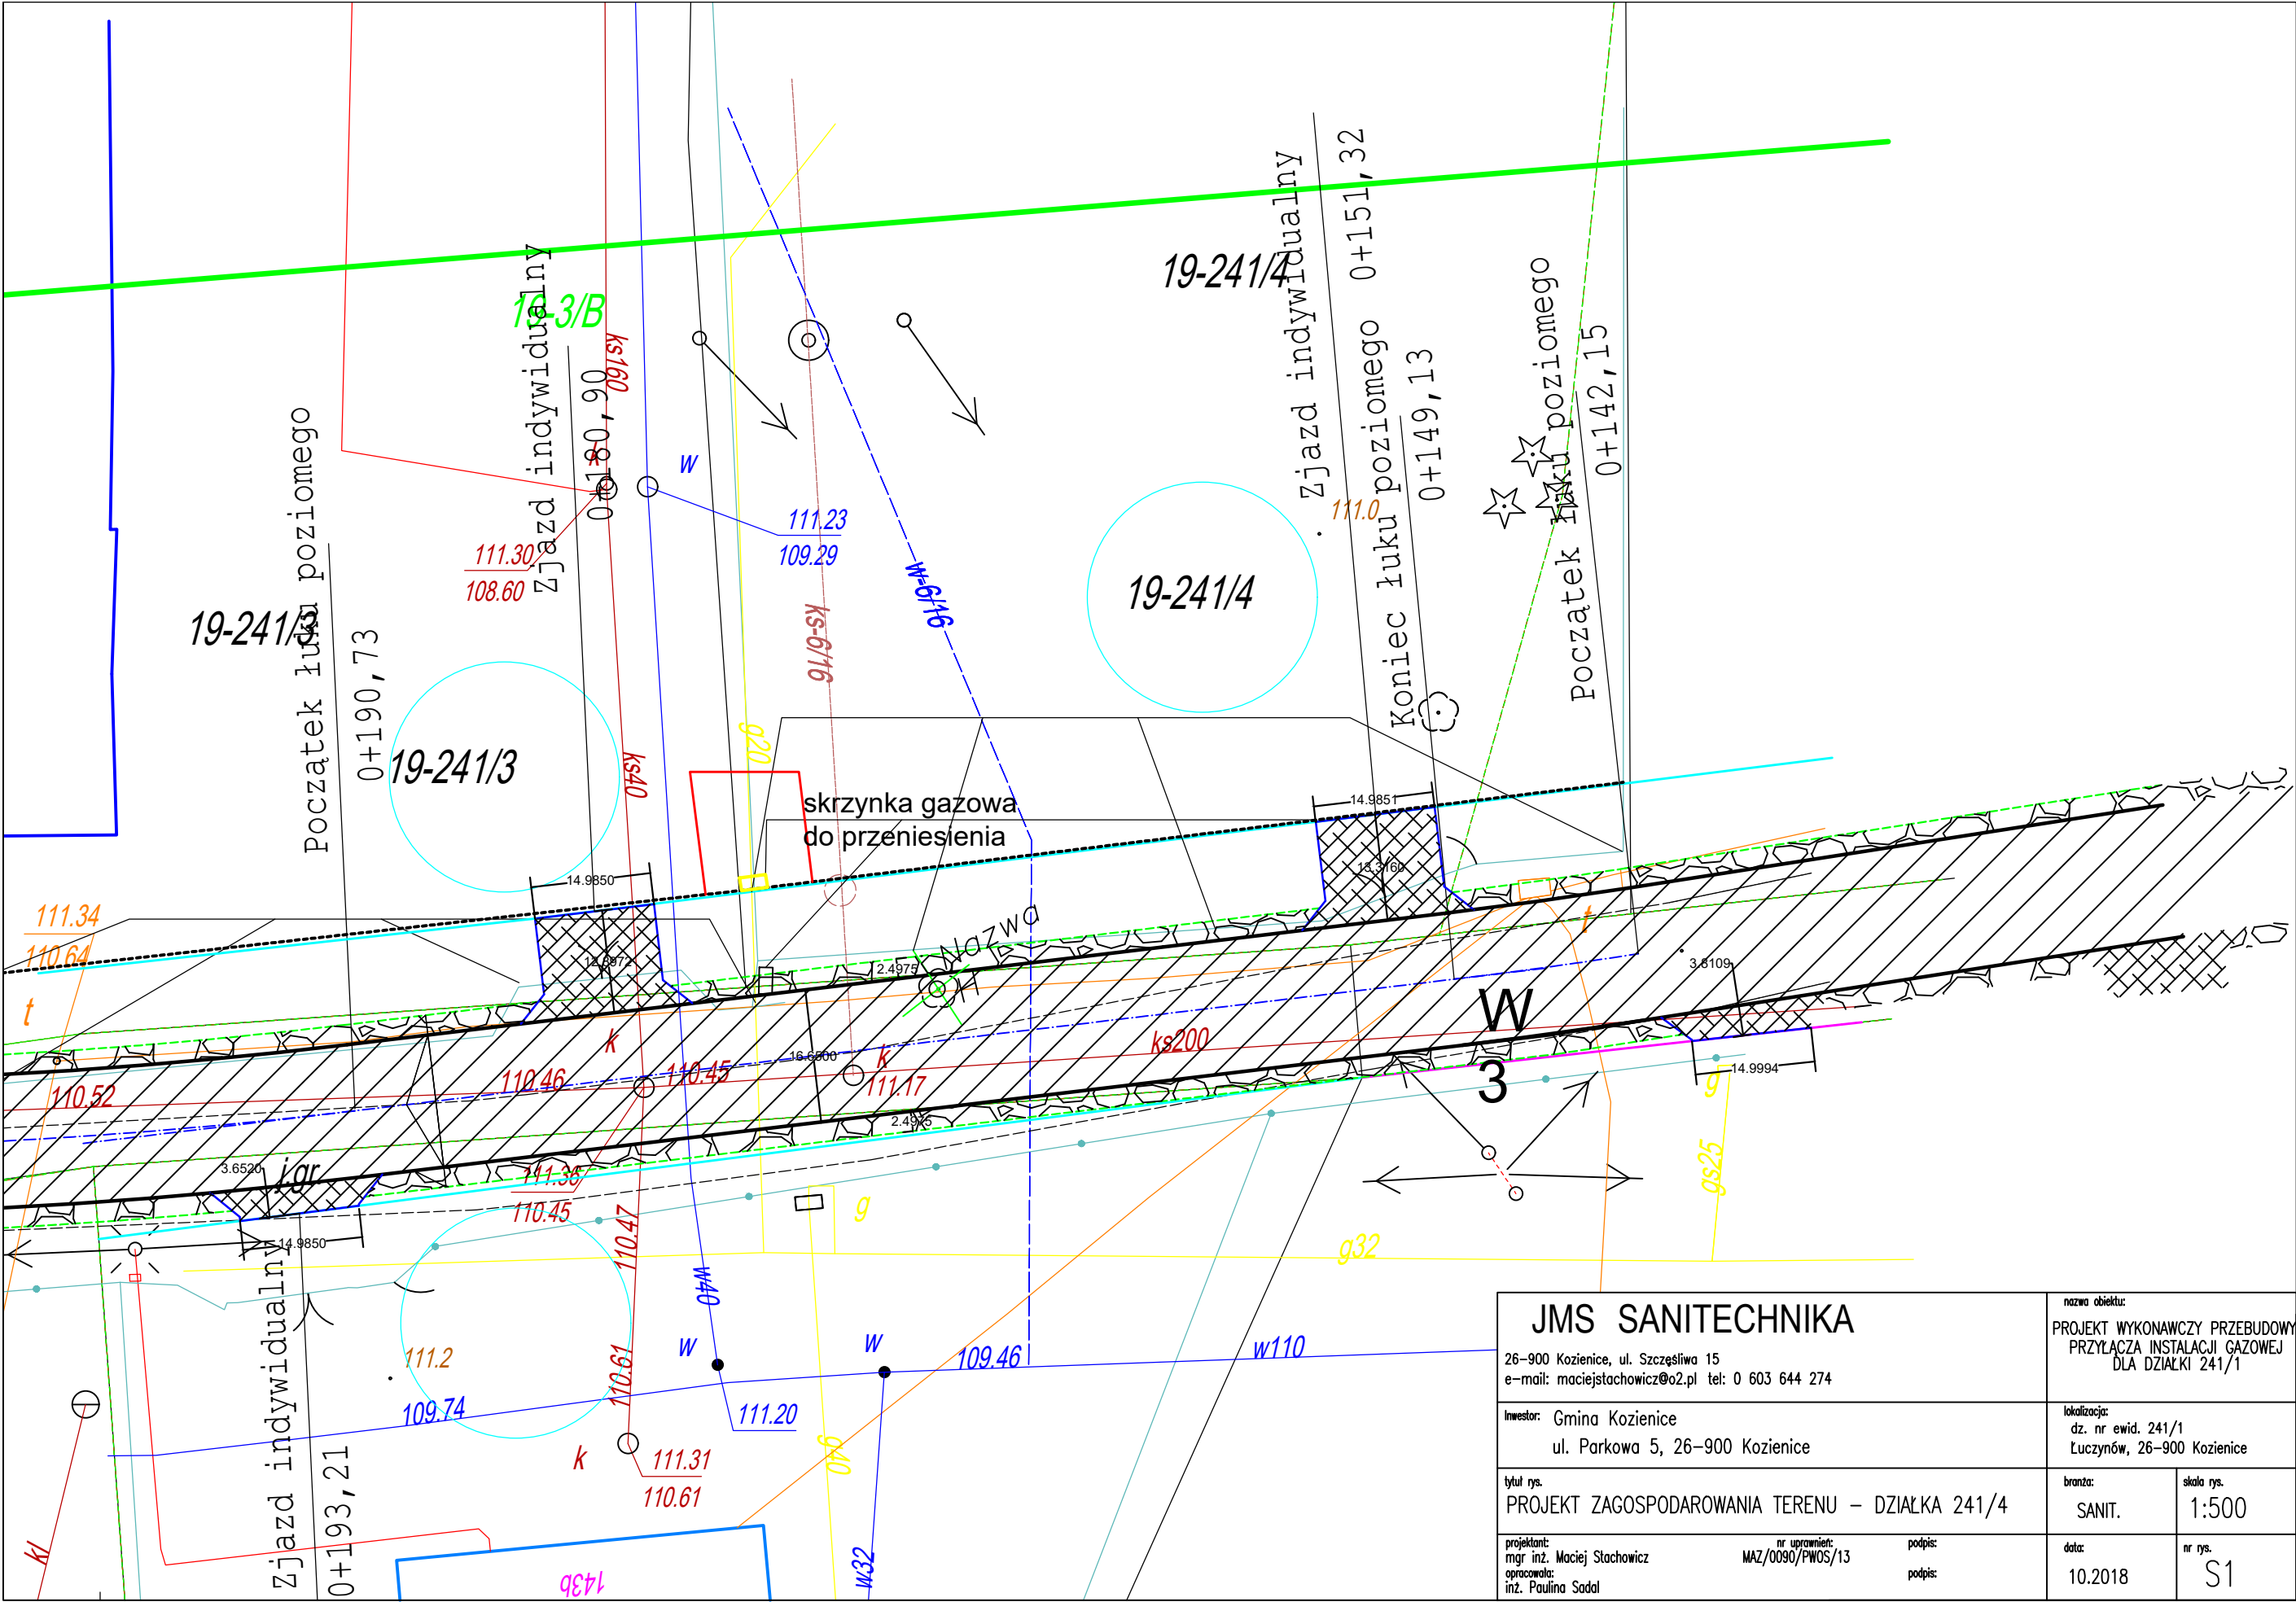 Zjazd indywidualny
0+151,32
19-241/4
Koniec łuku poziomego
0+149,13
Początek łuku poziomego
0+142,15
19-3/B
Zjazd indywidualny
0+180,90
ks160
k
w
111.23
109.29
111.0
111.30
108.60
Początek łuku poziomego
0+190,73
19-241/3
19-241/3
19-241/4
ks-6/16
g20
ks40
skrzynka gazowa
do przeniesienia
14.9851
13.3160
14.9850
111.34
110.64
t
t
Nazwa
2.4975
3.8109
k
16.6500
k
111.17
ks200
W
3
110.52
110.46
110.45
14.9994
g
2.4975
3.6520
j.gr
111.36
110.45
110.47
g
gs25
g32
14.9850
w40
w
w
109.46
w110
111.2
110.61
109.74
111.20
k
111.31
110.61
g40
w32
Zjazd indywidualny
0+193,21
143b
JMS SANITECHNIKA
26-900 Kozienice, ul. Szczęśliwa 15
e-mail: maciejstachowicz@o2.pl tel: 0 603 644 274
nazwa obiektu:
PROJEKT WYKONAWCZY PRZEBUDOWY
PRZYŁĄCZA INSTALACJI GAZOWEJ
DLA DZIAŁKI 241/1
Inwestor: Gmina Kozienice
ul. Parkowa 5, 26-900 Kozienice
lokalizacja:
dz. nr ewid. 241/1
Łuczynów, 26-900 Kozienice
tytuł rys.
PROJEKT ZAGOSPODAROWANIA TERENU - DZIAŁKA 241/4
branża:
SANIT.
skala rys.
1:500
projektant: nr uprawnień: podpis:
mgr inż. Maciej Stachowicz MAZ/0090/PWOS/13
opracowała: podpis:
inż. Paulina Sadal
data:
10.2018
nr rys.
S1